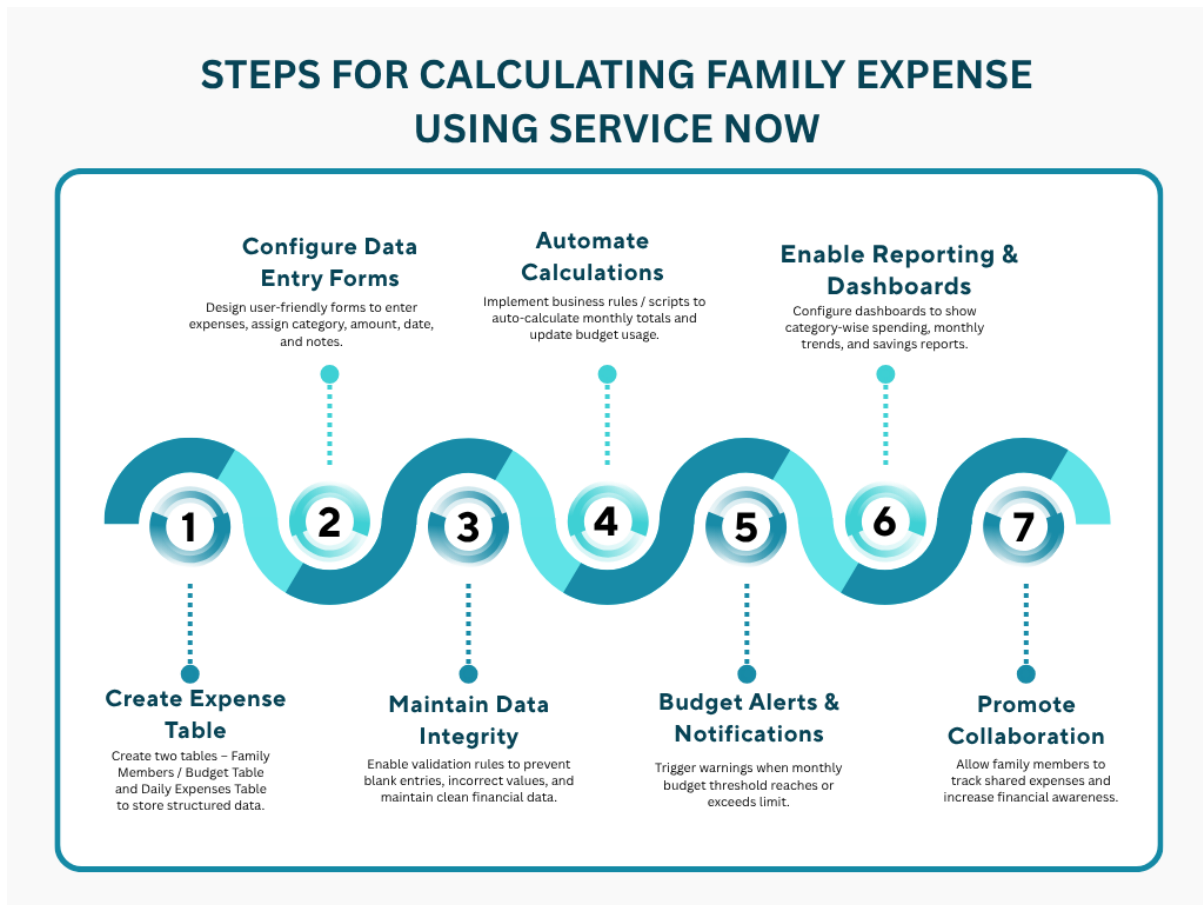 STEPS FOR CALCULATING FAMILY EXPENSE
USING SERVICE NOW
Configure Data
Entry Forms
Design user-friendly forms to enter
expenses, assign category, amount, date,
and notes.
Automate
Calculations
Implement business rules / scripts to
auto-calculate monthly totals and
update budget usage.
Enable Reporting &
Dashboards
Configure dashboards to show
category-wise spending, monthly
trends, and savings reports.
1
2
3
4
5
6
7
Create Expense
Table
Create two tables – Family
Members / Budget Table
and Daily Expenses Table
to store structured data.
Maintain Data
Integrity
Enable validation rules to prevent
blank entries, incorrect values, and
maintain clean financial data.
Budget Alerts &
Notifications
Trigger warnings when monthly
budget threshold reaches or
exceeds limit.
Promote
Collaboration
Allow family members to
track shared expenses and
increase financial awareness.